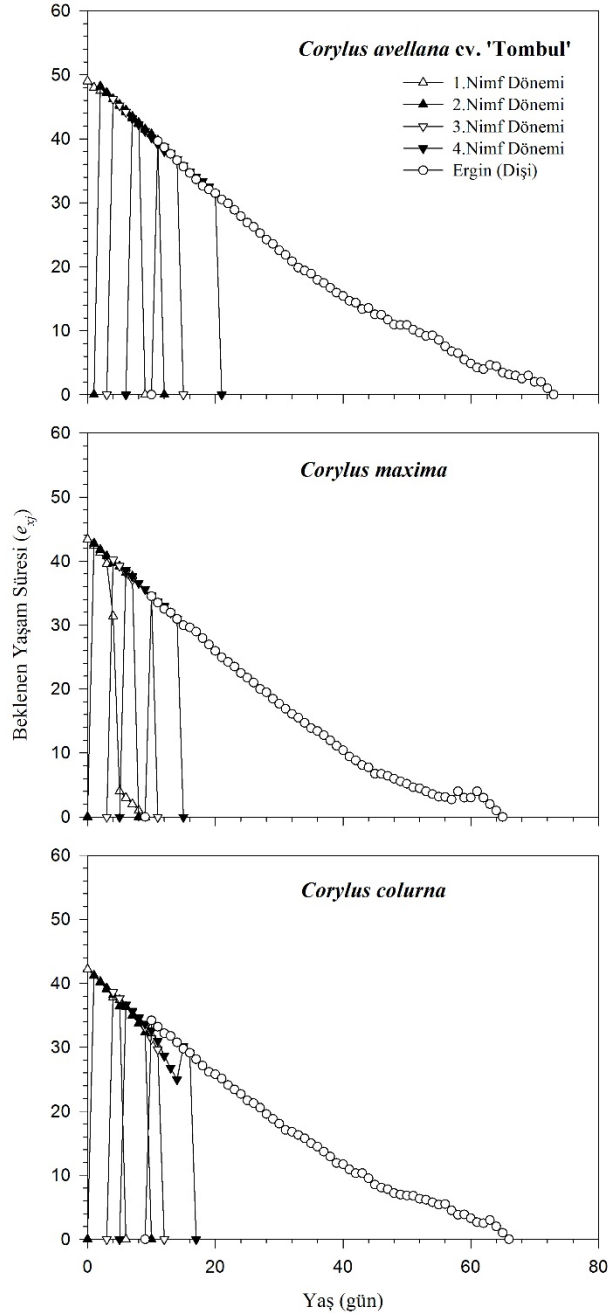 Corylus avellana cv. 'Tombul'
1.Nimf Dönemi
2.Nimf Dönemi
3.Nimf Dönemi
4.Nimf Dönemi
Ergin (Dişi)
60
50
40
30
20
10
0
Corylus maxima
60
50
40
30
20
10
0
Beklenen Yaşam Süresi (exj)
Corylus colurna
60
50
40
30
20
10
0
0 20 40 60 80
Yaş (gün)